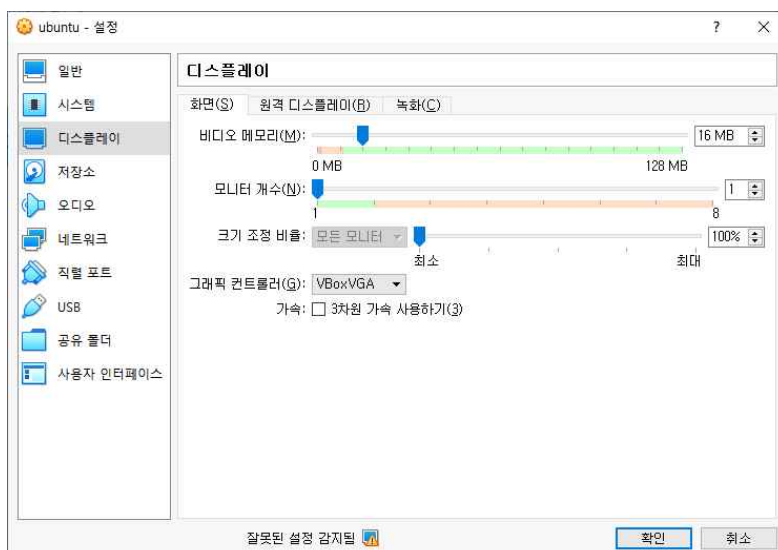 ubuntu - 설정
?
일반
시스템
디스플레이
저장소
오디오
네트워크
직렬 포트
USB
공유 폴더
사용자 인터페이스
디스플레이
화면(S) 원격 디스플레이(R) 녹화(C)
비디오 메모리(M): 16 MB
0 MB 128 MB
모니터 개수(N): 1
1 8
크기 조정 비율: 모든 모니터 100%
최소 최대
그래픽 컨트롤러(G): VBoxVGA
가속: 3차원 가속 사용하기(3)
잘못된 설정 감지됨 확인 취소